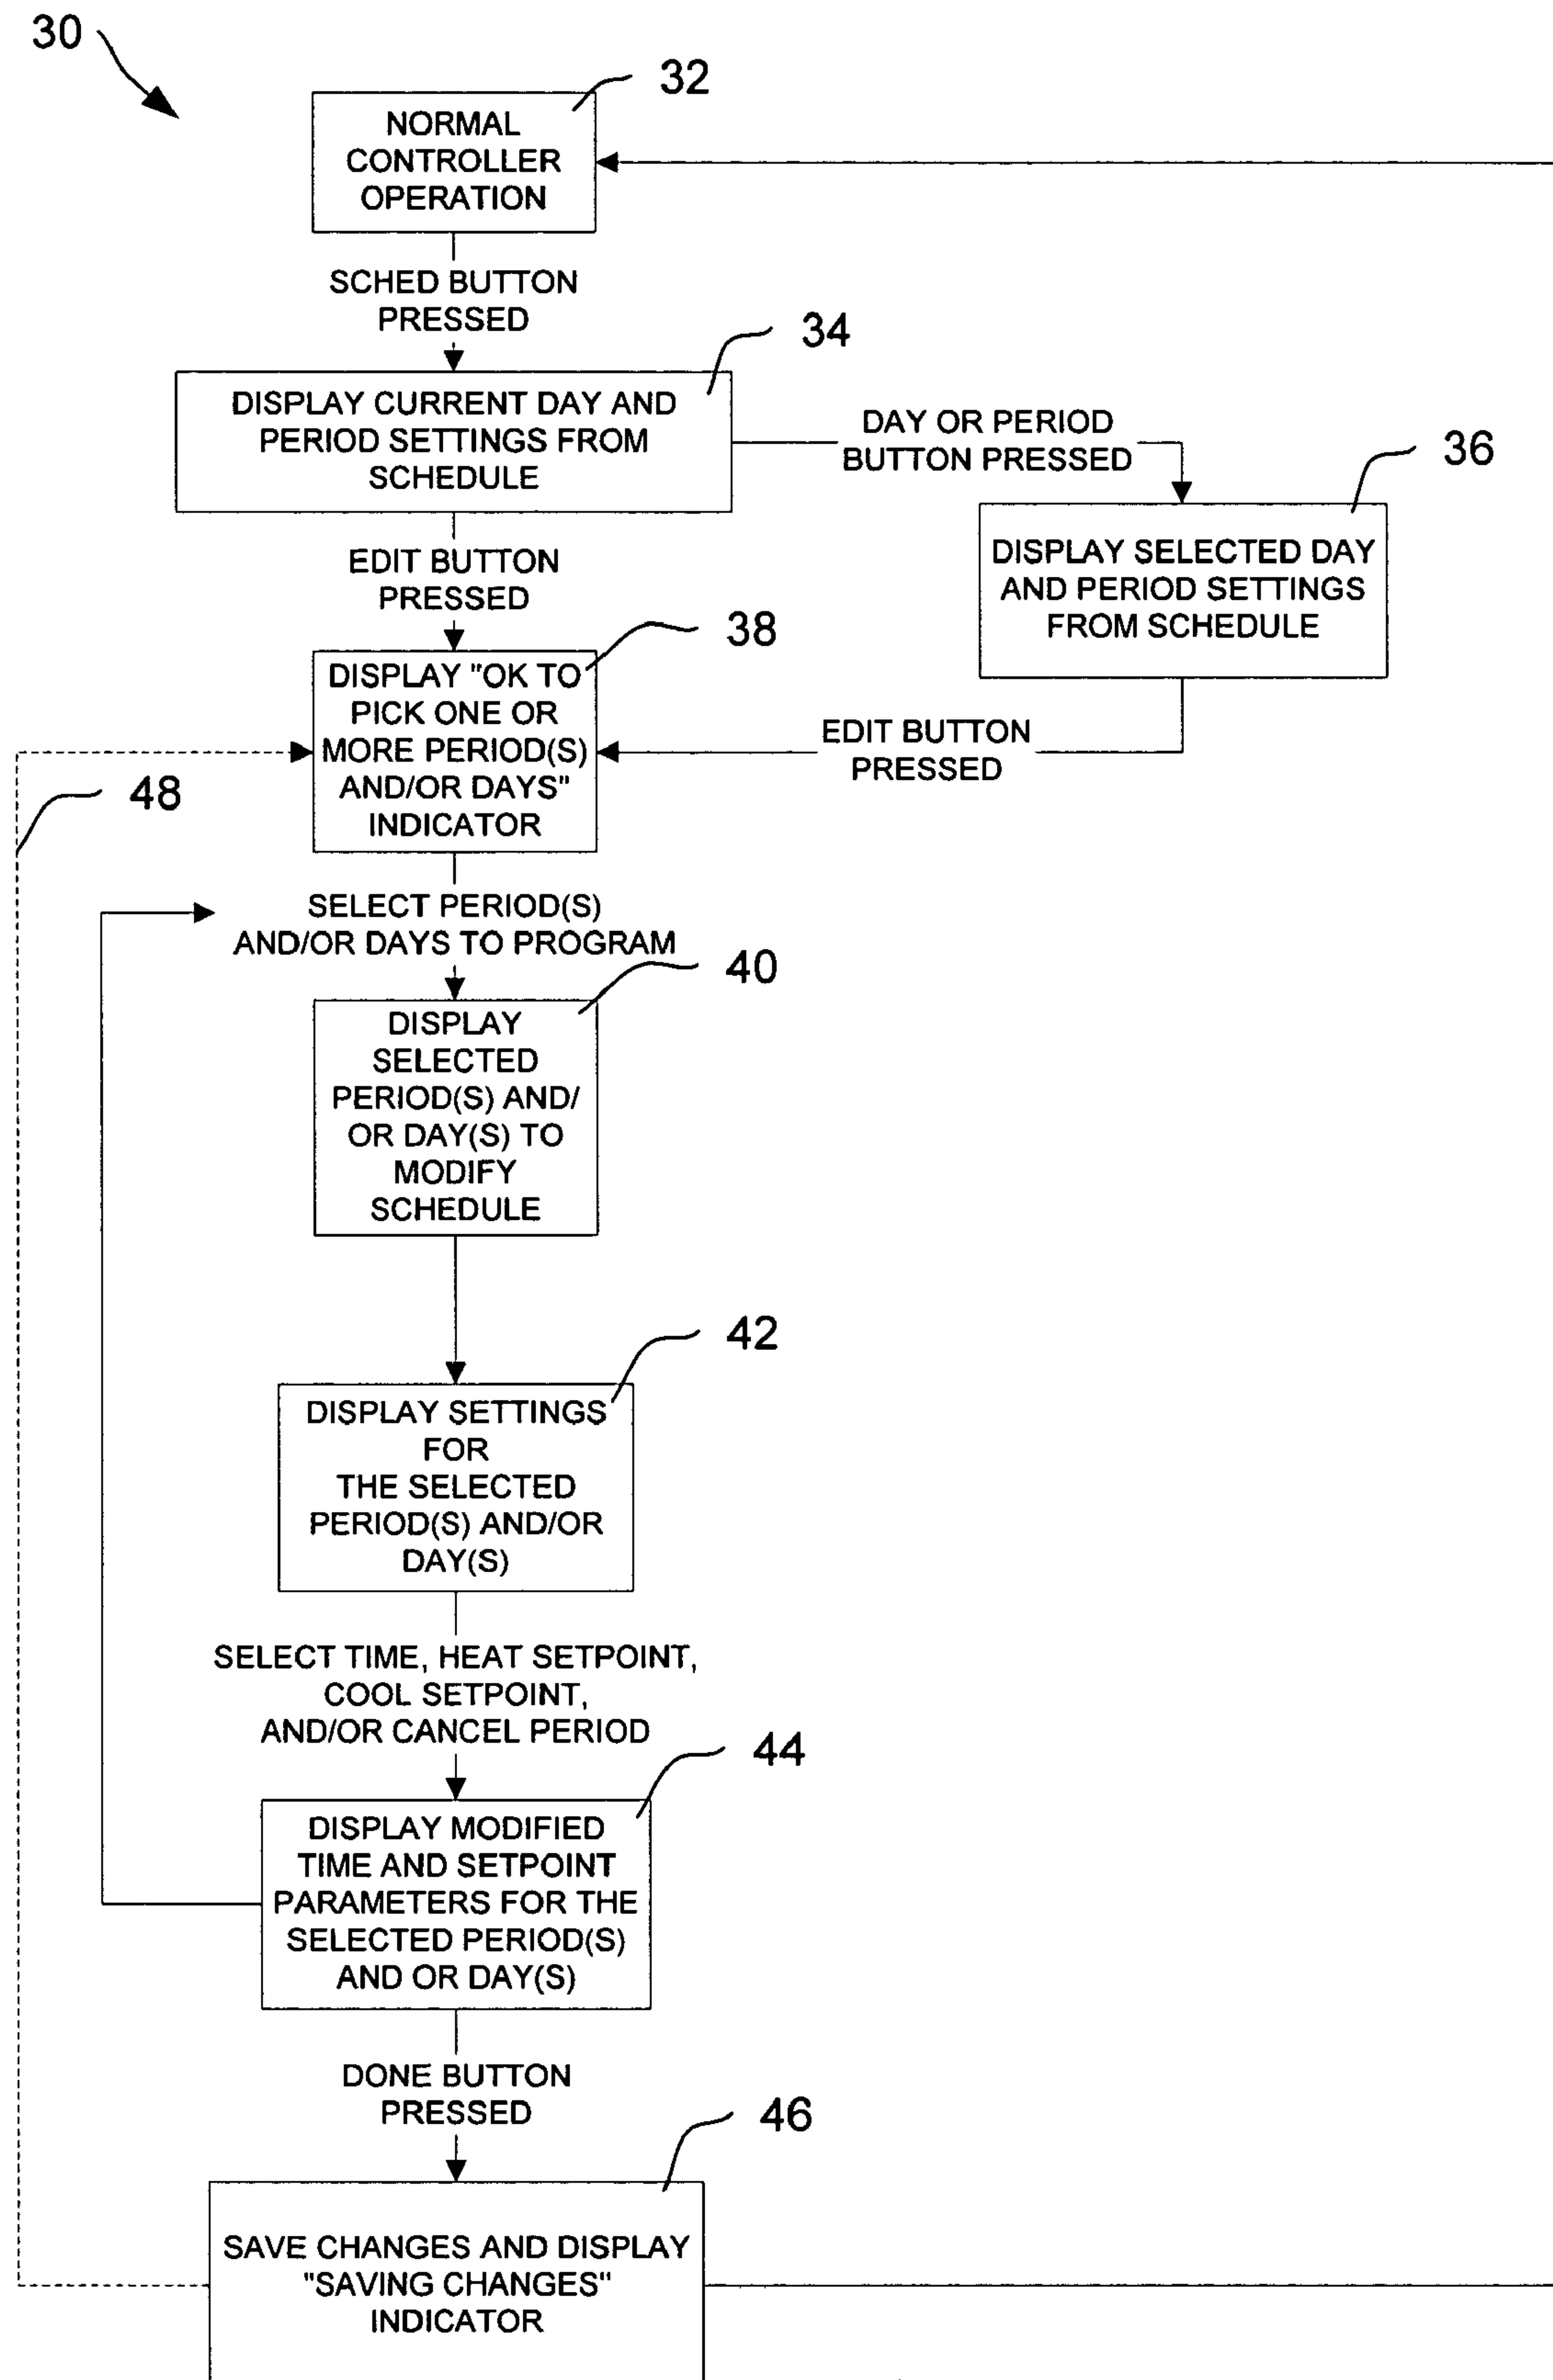 30
32
NORMAL
CONTROLLER
OPERATION
SCHED BUTTON
PRESSED
34
DISPLAY CURRENT DAY AND
PERIOD SETTINGS FROM
SCHEDULE
DAY OR PERIOD
BUTTON PRESSED
36
DISPLAY SELECTED DAY
AND PERIOD SETTINGS
FROM SCHEDULE
EDIT BUTTON
PRESSED
38
DISPLAY "OK TO
PICK ONE OR
MORE PERIOD(S)
AND/OR DAYS"
INDICATOR
EDIT BUTTON
PRESSED
48
SELECT PERIOD(S)
AND/OR DAYS TO PROGRAM
40
DISPLAY
SELECTED
PERIOD(S) AND/
OR DAY(S) TO
MODIFY
SCHEDULE
42
DISPLAY SETTINGS
FOR
THE SELECTED
PERIOD(S) AND/OR
DAY(S)
SELECT TIME, HEAT SETPOINT,
COOL SETPOINT,
AND/OR CANCEL PERIOD
44
DISPLAY MODIFIED
TIME AND SETPOINT
PARAMETERS FOR THE
SELECTED PERIOD(S)
AND OR DAY(S)
DONE BUTTON
PRESSED
46
SAVE CHANGES AND DISPLAY
"SAVING CHANGES"
INDICATOR